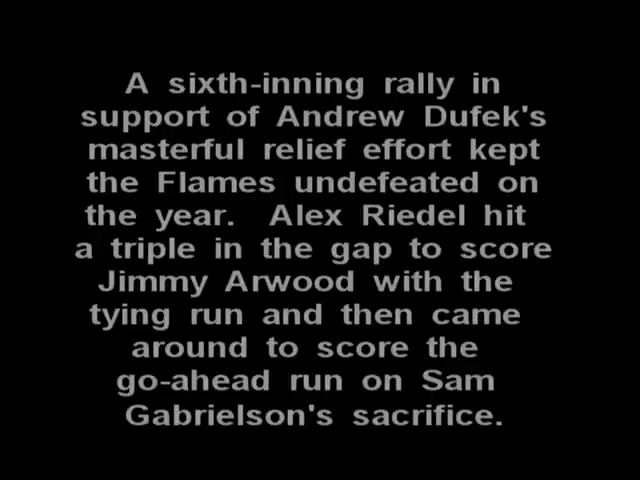 A sixth-inning rally in
support of Andrew Dufek's
masterful relief effort kept
the Flames undefeated on
the year. Alex Riedel hit
a triple in the gap to score
Jimmy Arwood with the
tying run and then came
around to score the
go-ahead run on Sam
Gabrielson's sacrifice.